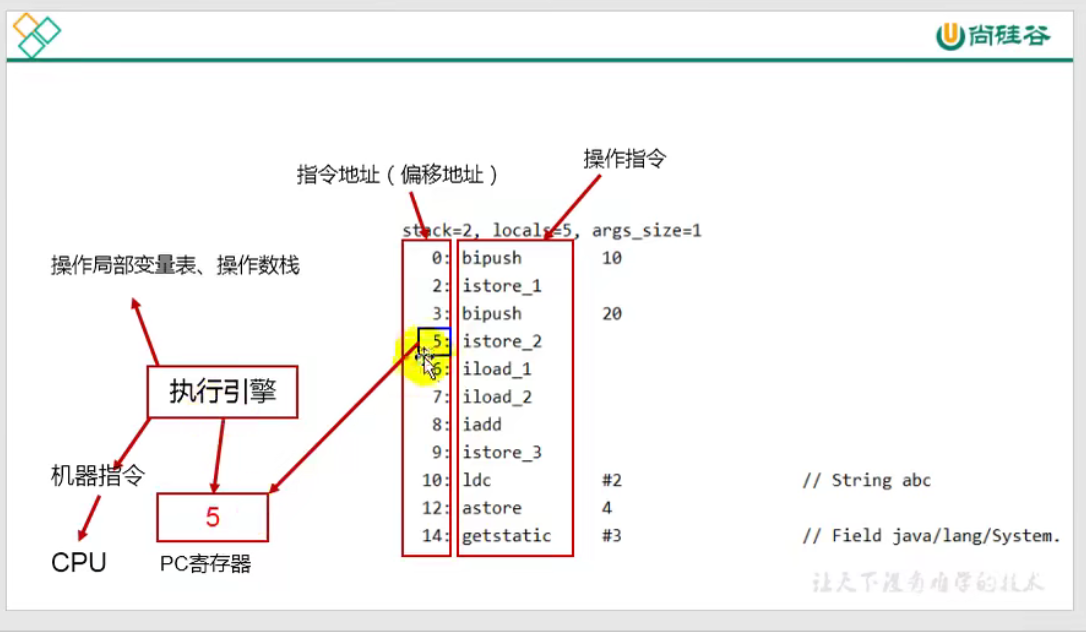 尚硅谷
操作指令
指令地址（偏移地址）
stack=2, locals=5, args_size=1
操作局部变量表、操作数栈
0: bipush 10
2: istore_1
3: bipush 20
5: istore_2
6: iload_1
7: iload_2
8: iadd
9: istore_3
10: ldc #2 // String abc
12: astore 4
14: getstatic #3 // Field java/lang/System.
执行引擎
机器指令
5
CPU
PC寄存器
让天下没有难学的技术